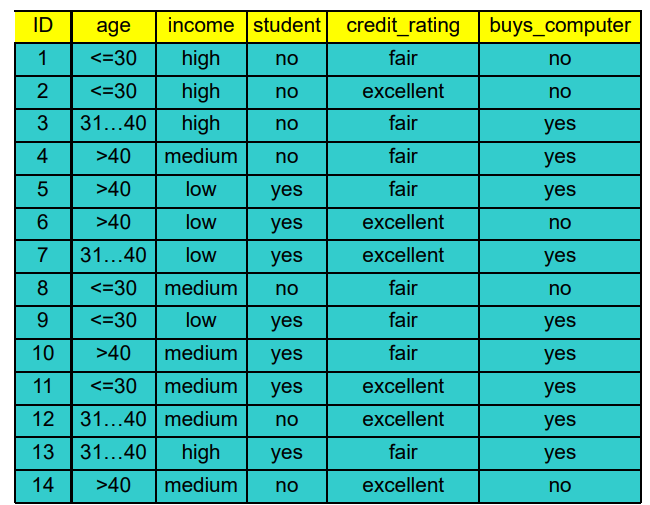 ID age income student credit_rating buys_computer
1 <=30 high no fair no
2 <=30 high no excellent no
3 31…40 high no fair yes
4 >40 medium no fair yes
5 >40 low yes fair yes
6 >40 low yes excellent no
7 31…40 low yes excellent yes
8 <=30 medium no fair no
9 <=30 low yes fair yes
10 >40 medium yes fair yes
11 <=30 medium yes excellent yes
12 31…40 medium no excellent yes
13 31…40 high yes fair yes
14 >40 medium no excellent no